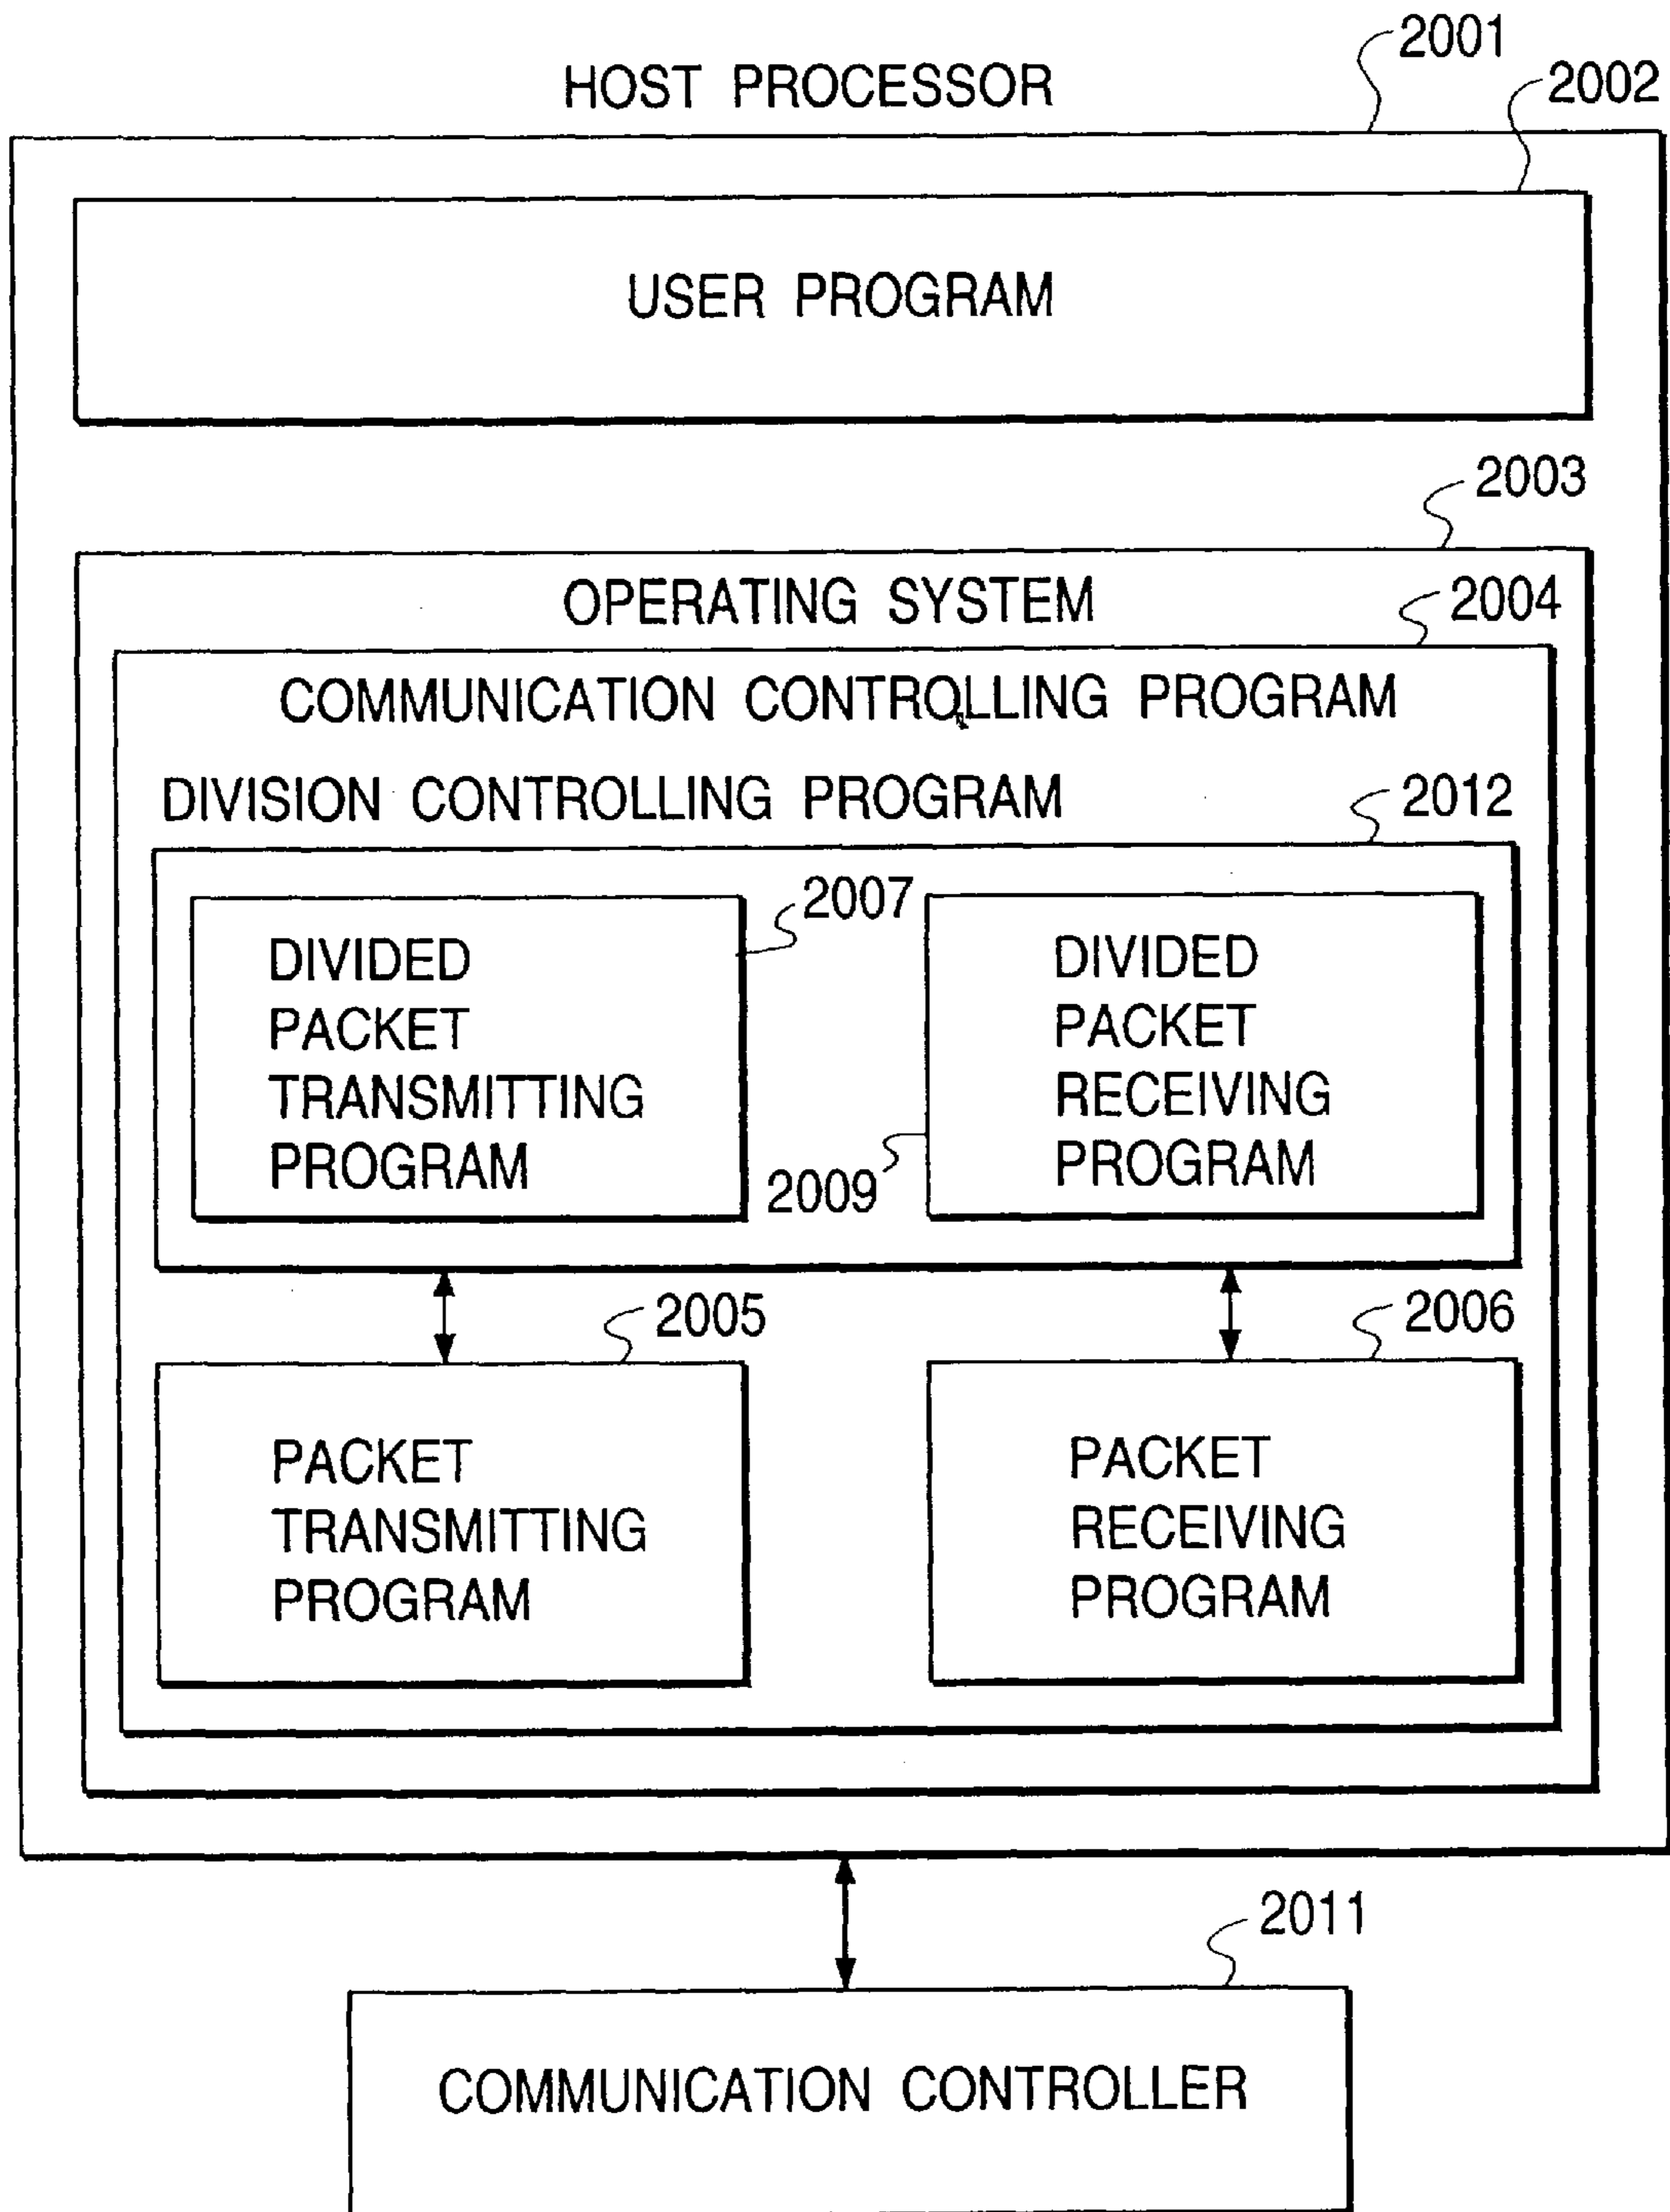 2001
HOST PROCESSOR
2002
USER PROGRAM
2003
OPERATING SYSTEM
2004
COMMUNICATION CONTROLLING PROGRAM
DIVISION CONTROLLING PROGRAM
2012
2007
DIVIDED
PACKET
TRANSMITTING
PROGRAM
DIVIDED
PACKET
RECEIVING
PROGRAM
2009
2005
2006
PACKET
TRANSMITTING
PROGRAM
PACKET
RECEIVING
PROGRAM
2011
COMMUNICATION CONTROLLER